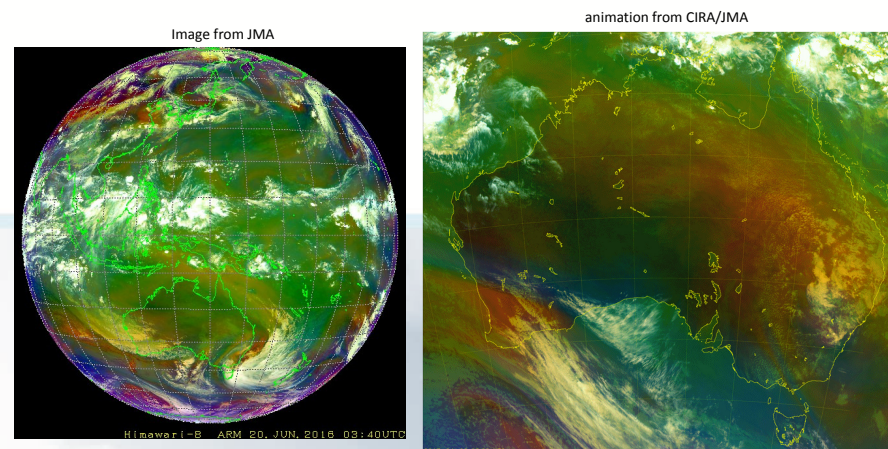 animation from CIRA/JMA
Image from JMA
Himawari-8 ARM 20.JUN.2016 03:40UTC